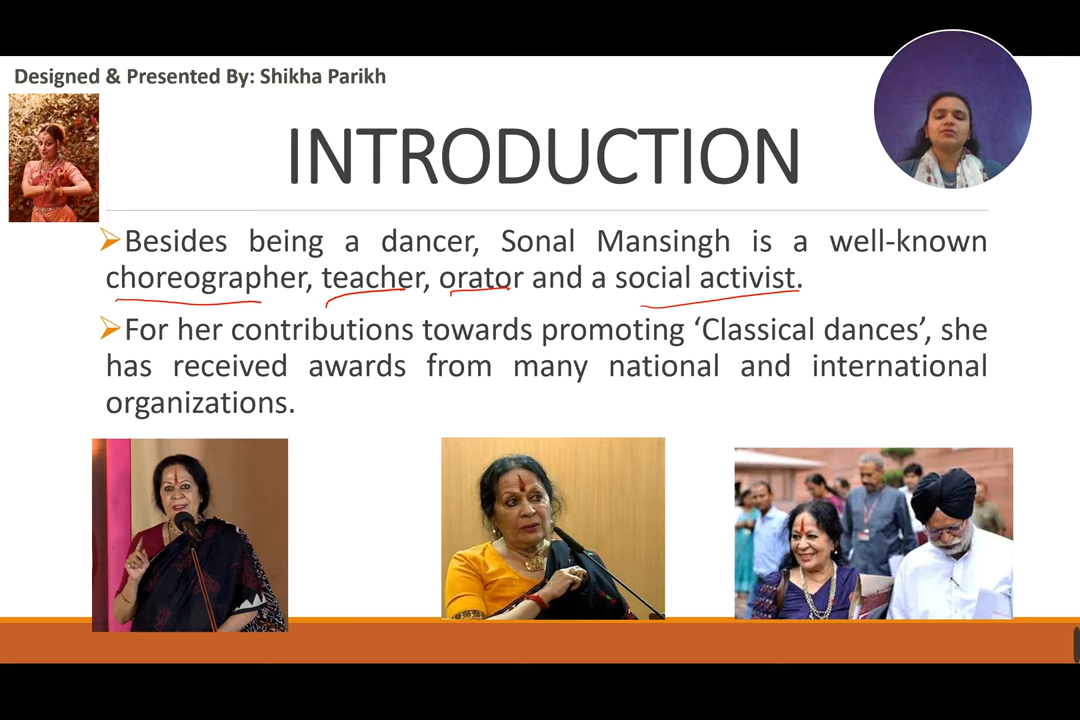 Designed & Presented By: Shikha Parikh
INTRODUCTION
Besides being a dancer, Sonal Mansingh is a well-known
choreographer, teacher, orator and a social activist.
For her contributions towards promoting ‘Classical dances’, she
has received awards from many national and international
organizations.